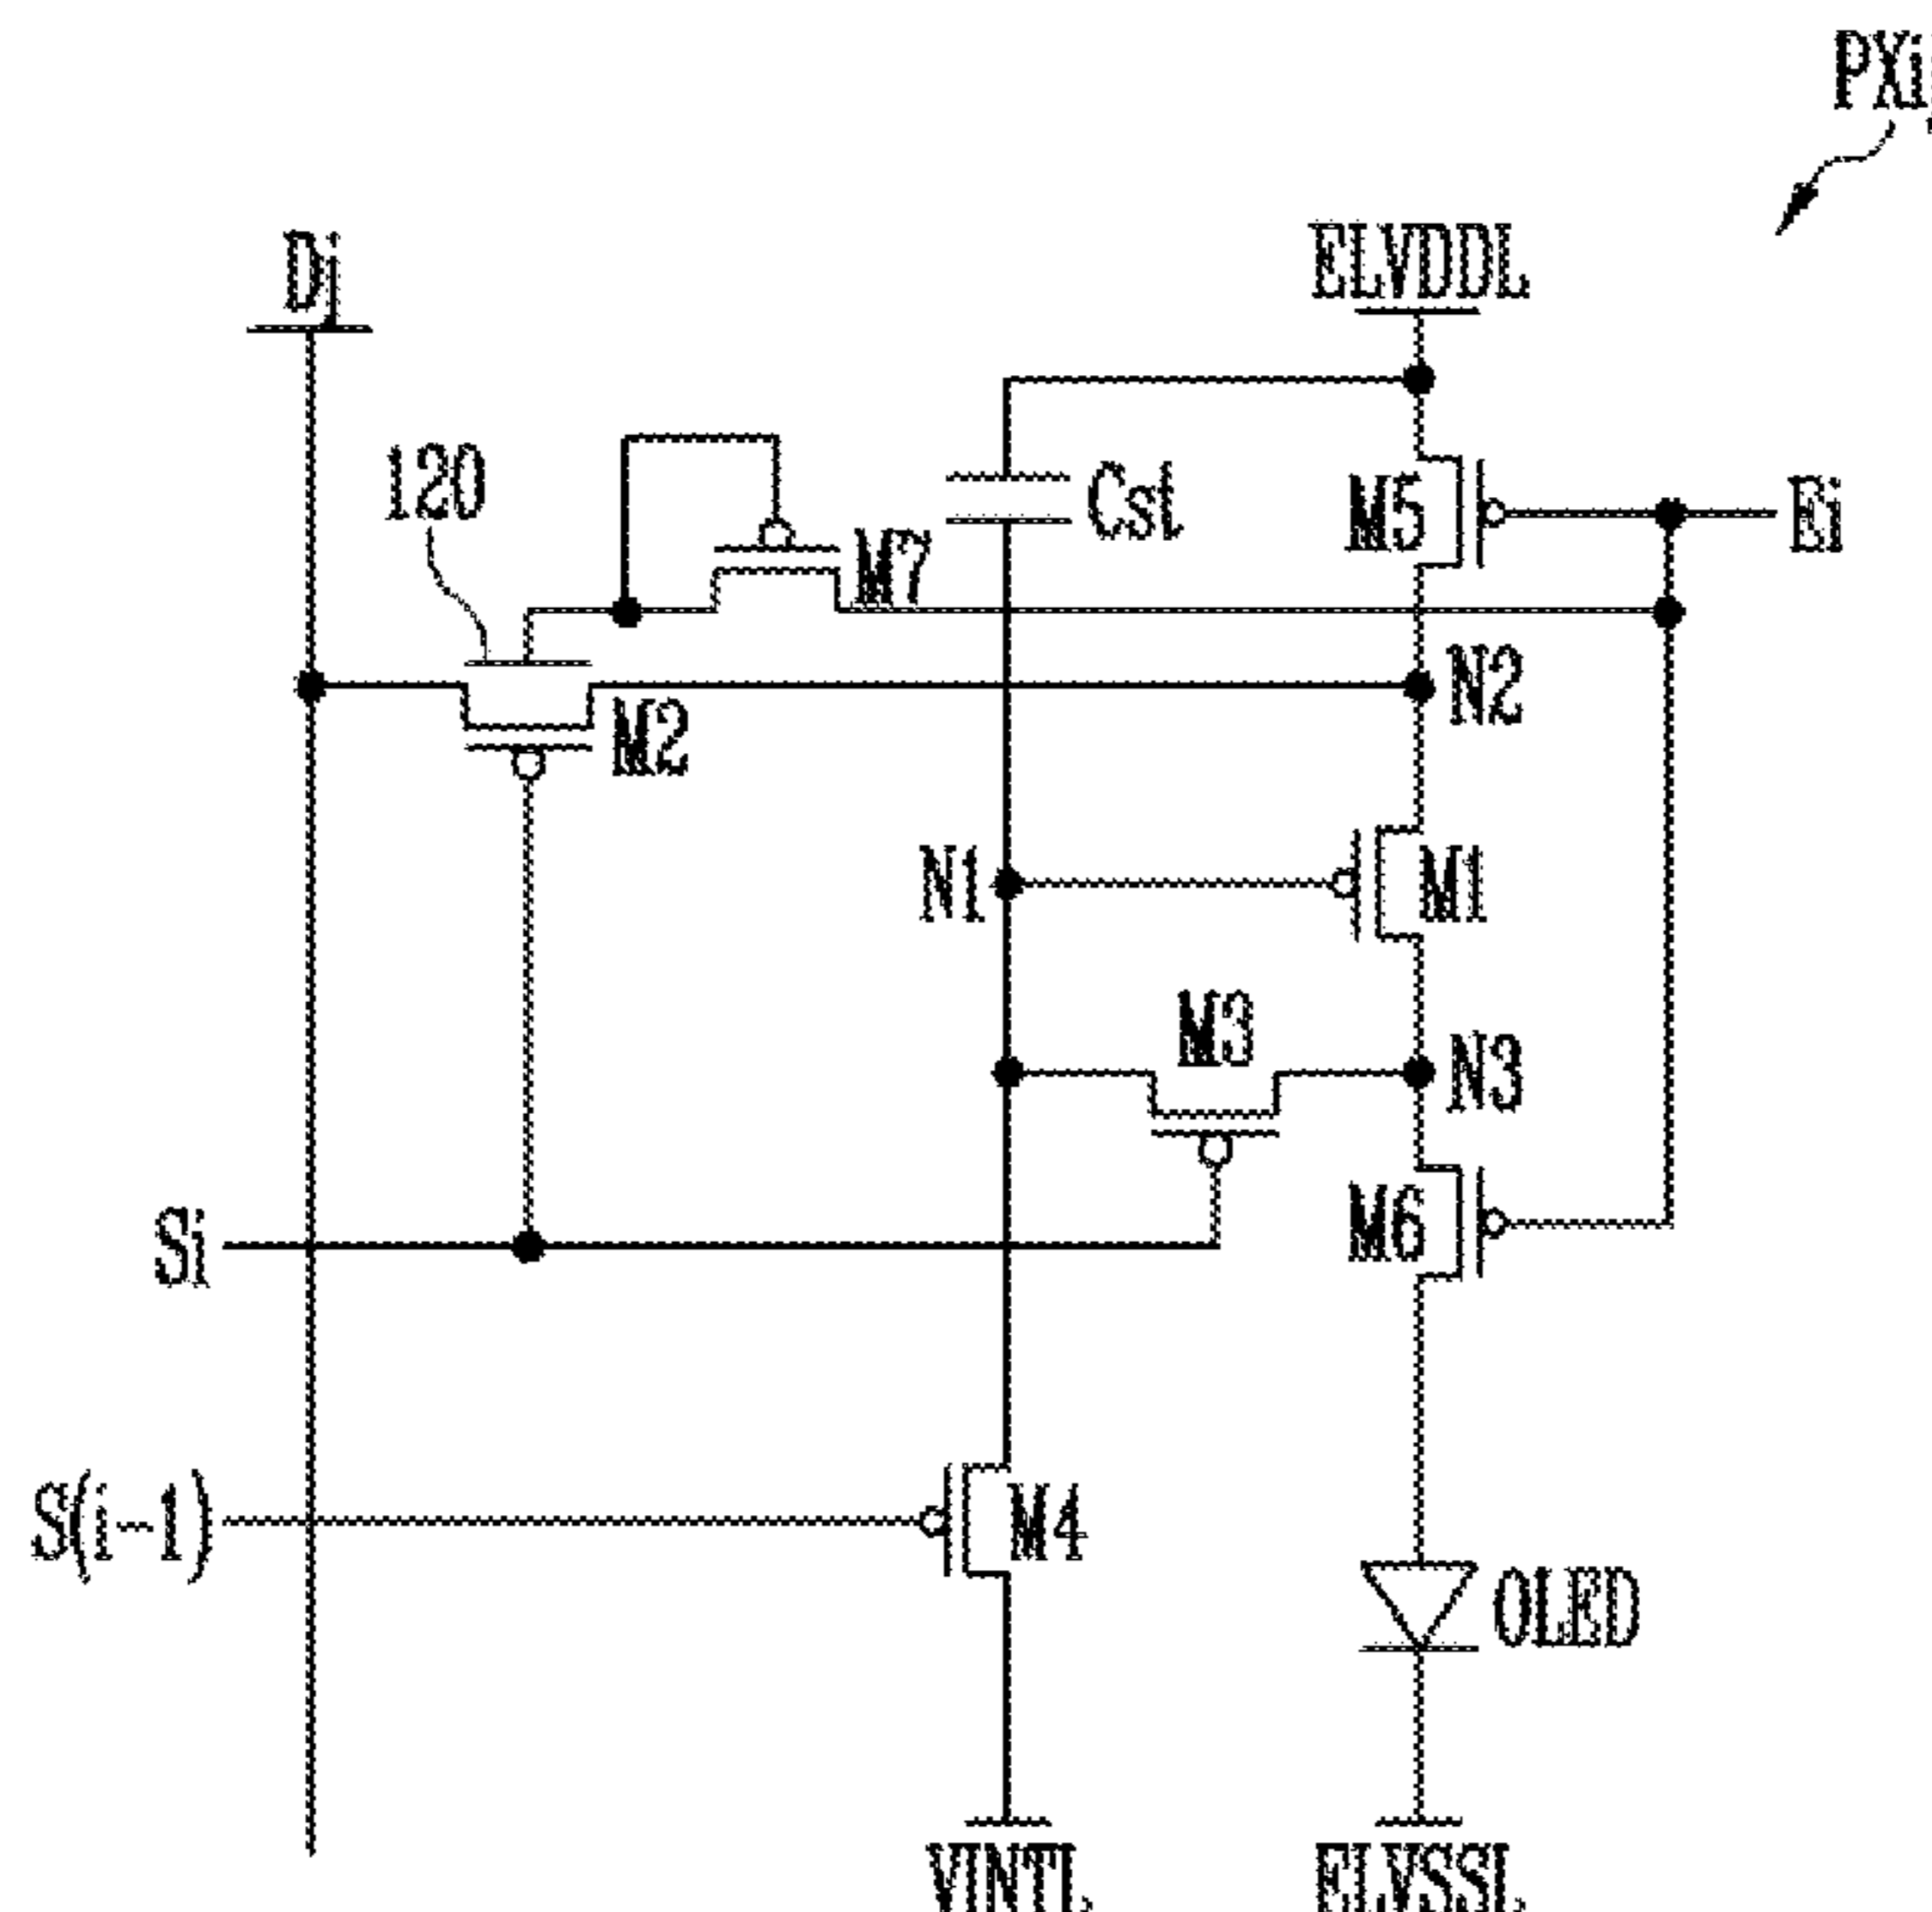 PXij
Dj
ELVDDL
120
Cst
M5
Ei
M7
N2
M2
N1
M1
M3
N3
Si
M6
S(i-1)
M4
OLED
VINTL
ELVSSL